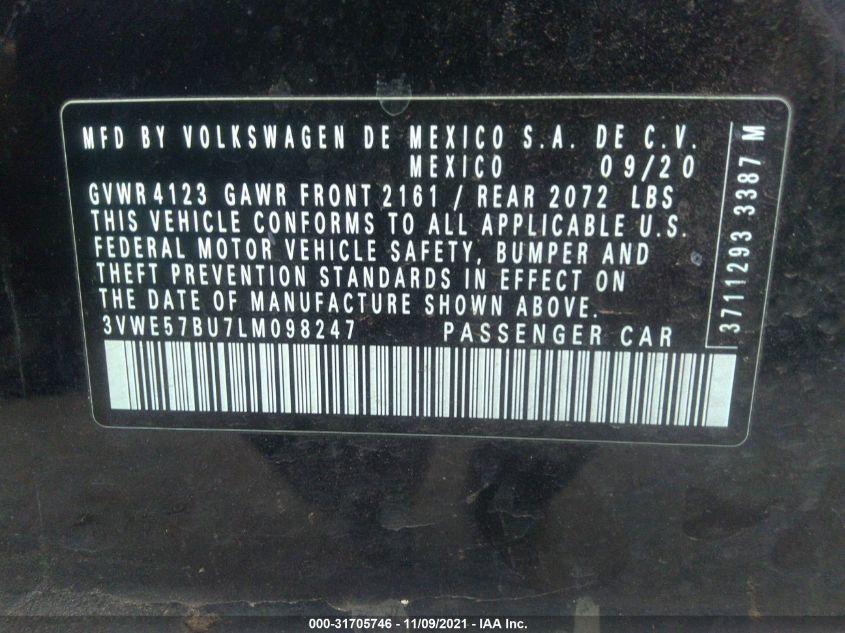 MFD BY VOLKSWAGEN DE MEXICO S.A. DE C.V.
MEXICO 09/20
GVWR 4123 GAWR FRONT 2161 / REAR 2072 LBS
THIS VEHICLE CONFORMS TO ALL APPLICABLE U.S.
FEDERAL MOTOR VEHICLE SAFETY, BUMPER AND
THEFT PREVENTION STANDARDS IN EFFECT ON
THE DATE OF MANUFACTURE SHOWN ABOVE.
3VWE57BU7LM098247 PASSENGER CAR
3711293 3387 M
000-31705746 - 11/09/2021 - IAA Inc.